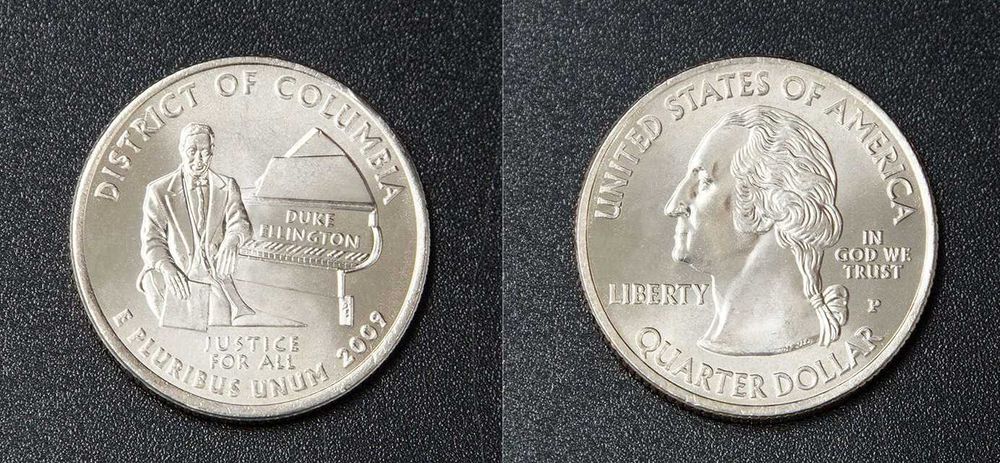 DISTRICT OF COLUMBIA
DUKE
ELLINGTON
JUSTICE
FOR ALL
E PLURIBUS UNUM 2009
UNITED STATES OF AMERICA
IN
GOD WE
TRUST
LIBERTY
P
QUARTER DOLLAR